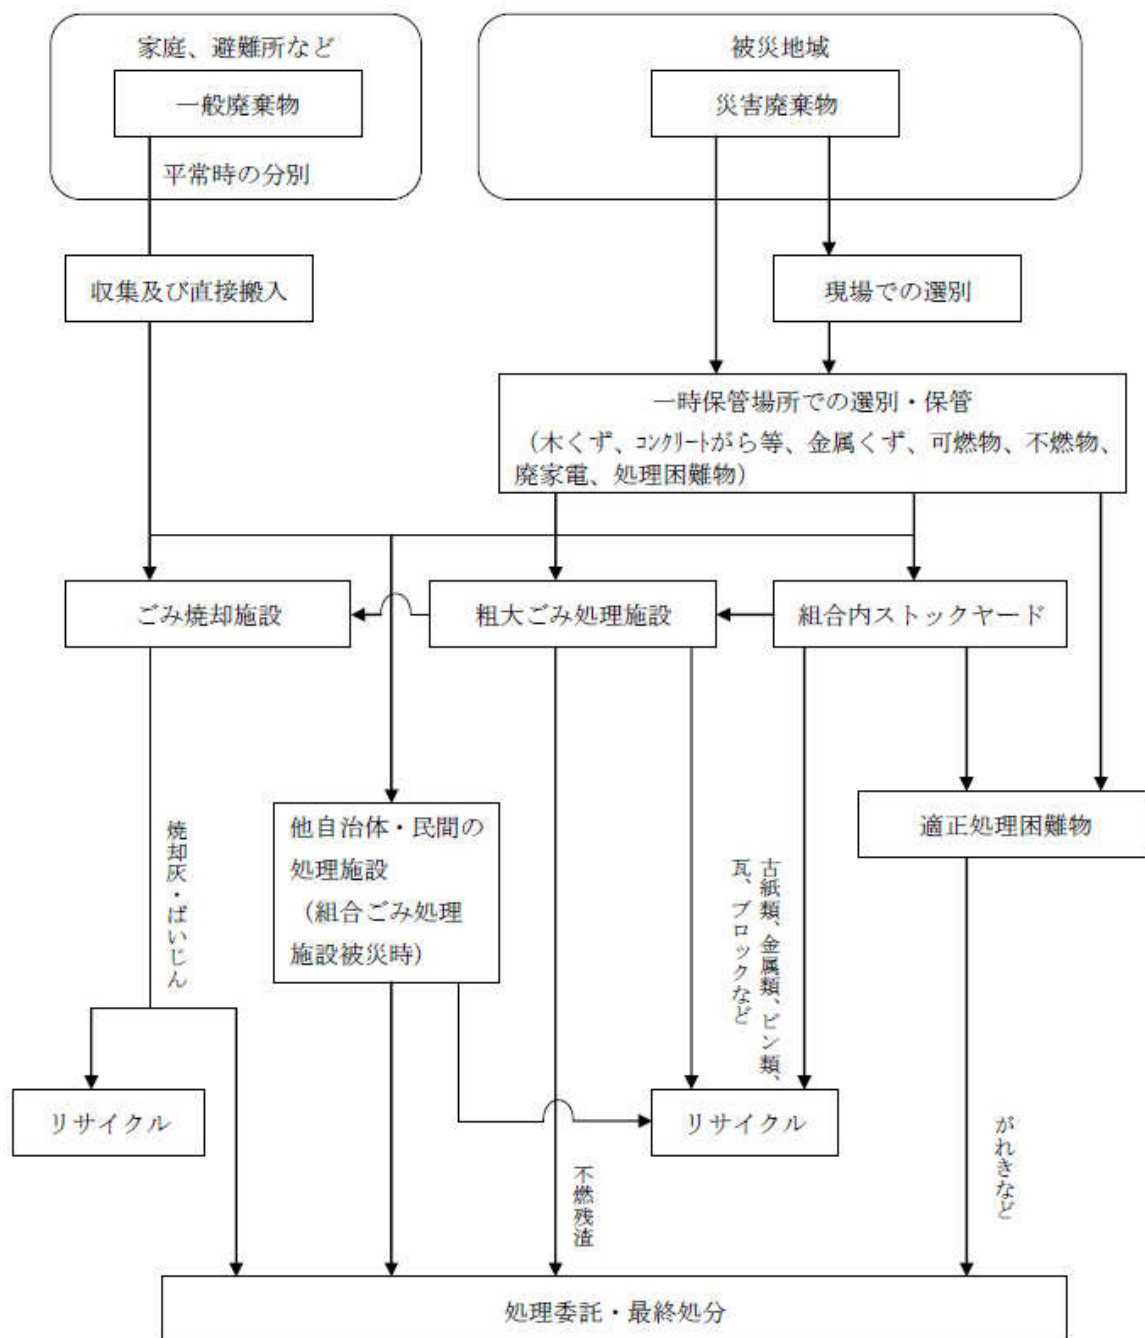 家庭、避難所など
一般廃棄物
平常時の分別
被災地域
災害廃棄物
収集及び直接搬入
現場での選別
一時保管場所での選別・保管
(木くず、ｺﾝｸﾘｰﾄがら等、金属くず、可燃物、不燃物、
廃家電、処理困難物)
ごみ焼却施設
粗大ごみ処理施設
組合内ストックヤード
焼却灰・ばいじん
他自治体・民間の
処理施設
(組合ごみ処理
施設被災時)
古紙類、金属類、ビン類、
瓦、ブロックなど
適正処理困難物
リサイクル
リサイクル
不燃残渣
がれきなど
処理委託・最終処分